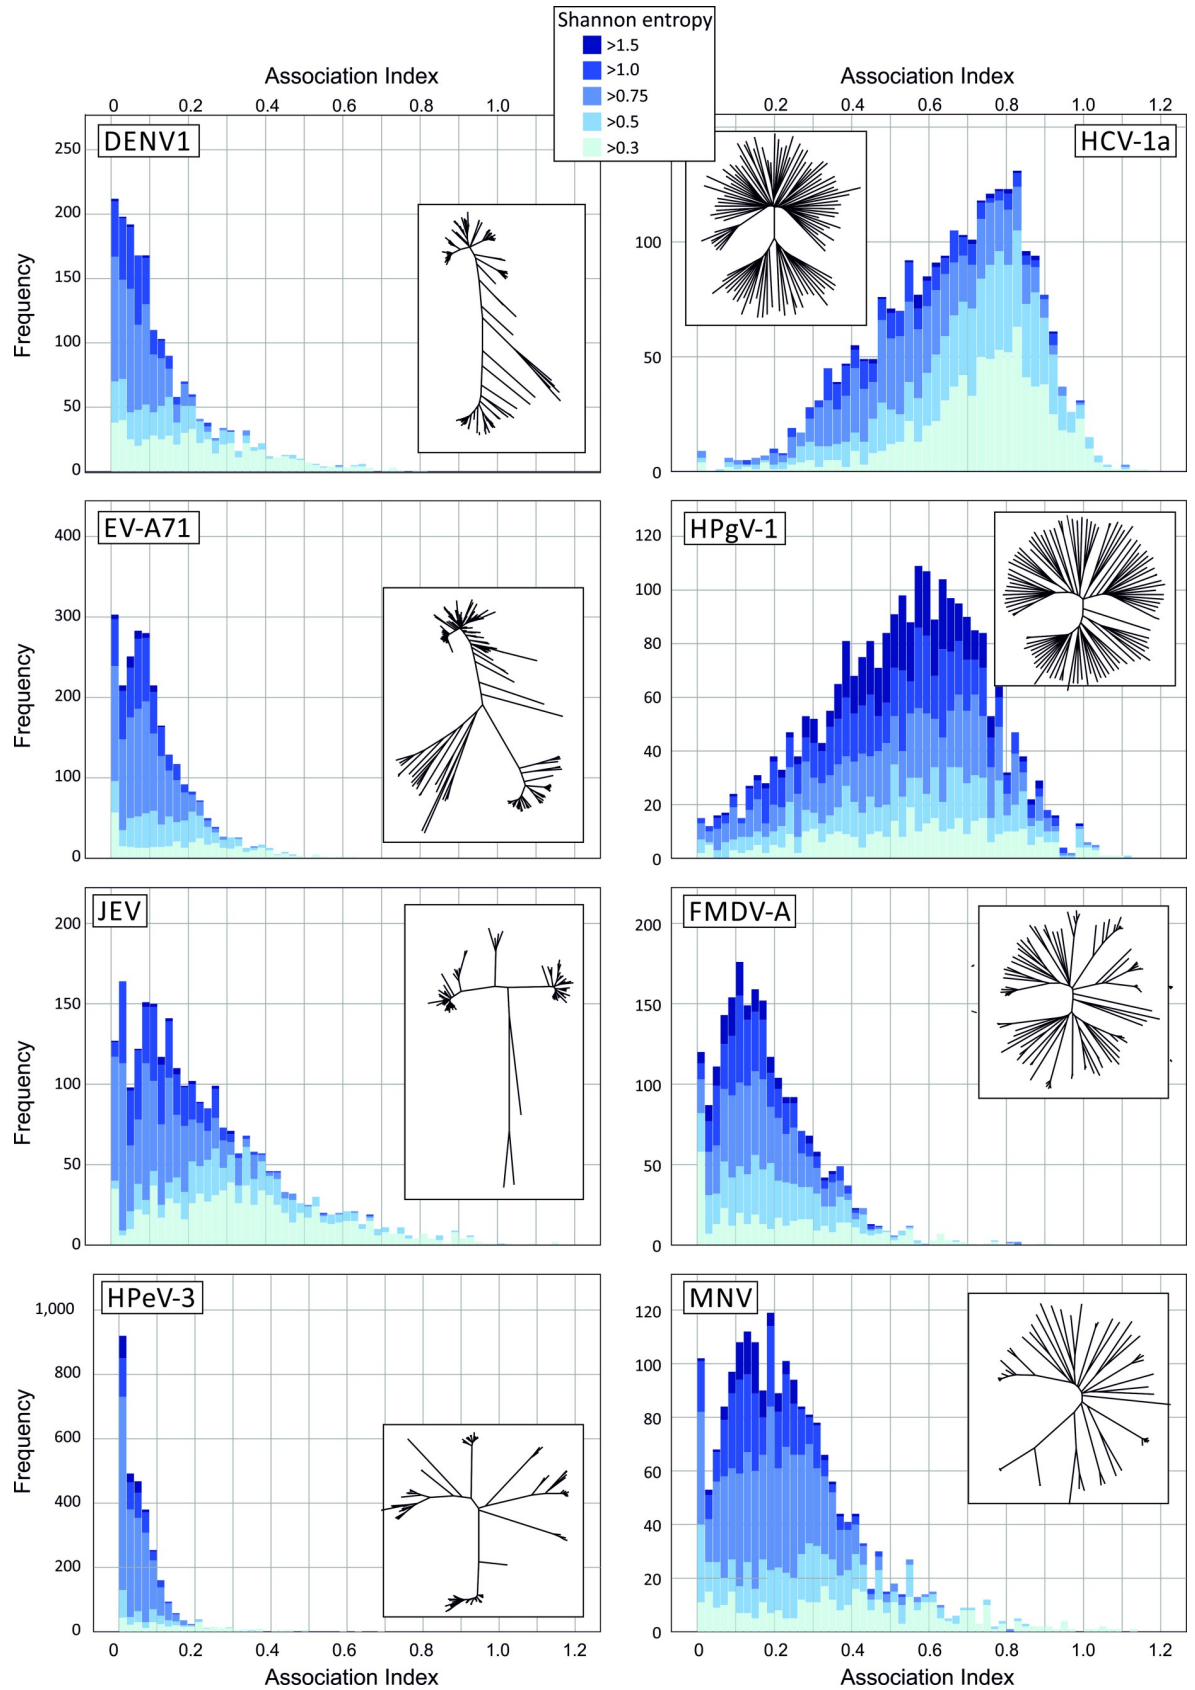 Shannon entropy
>1.5
>1.0
>0.75
>0.5
>0.3
Association Index
Association Index
0 0.2 0.4 0.6 0.8 1.0
0.2 0.4 0.6 0.8 1.0 1.2
DENV1
HCV-1a
Frequency
250
200
150
100
50
0
100
50
0
EV-A71
HPgV-1
Frequency
400
300
200
100
0
120
100
80
60
40
20
0
JEV
FMDV-A
Frequency
200
150
100
50
0
200
150
100
50
0
HPeV-3
MNV
Frequency
1,000
800
600
400
200
0
120
100
80
60
40
20
0
0 0.2 0.4 0.6 0.8 1.0 1.2
0 0.2 0.4 0.6 0.8 1.0 1.2
Association Index
Association Index